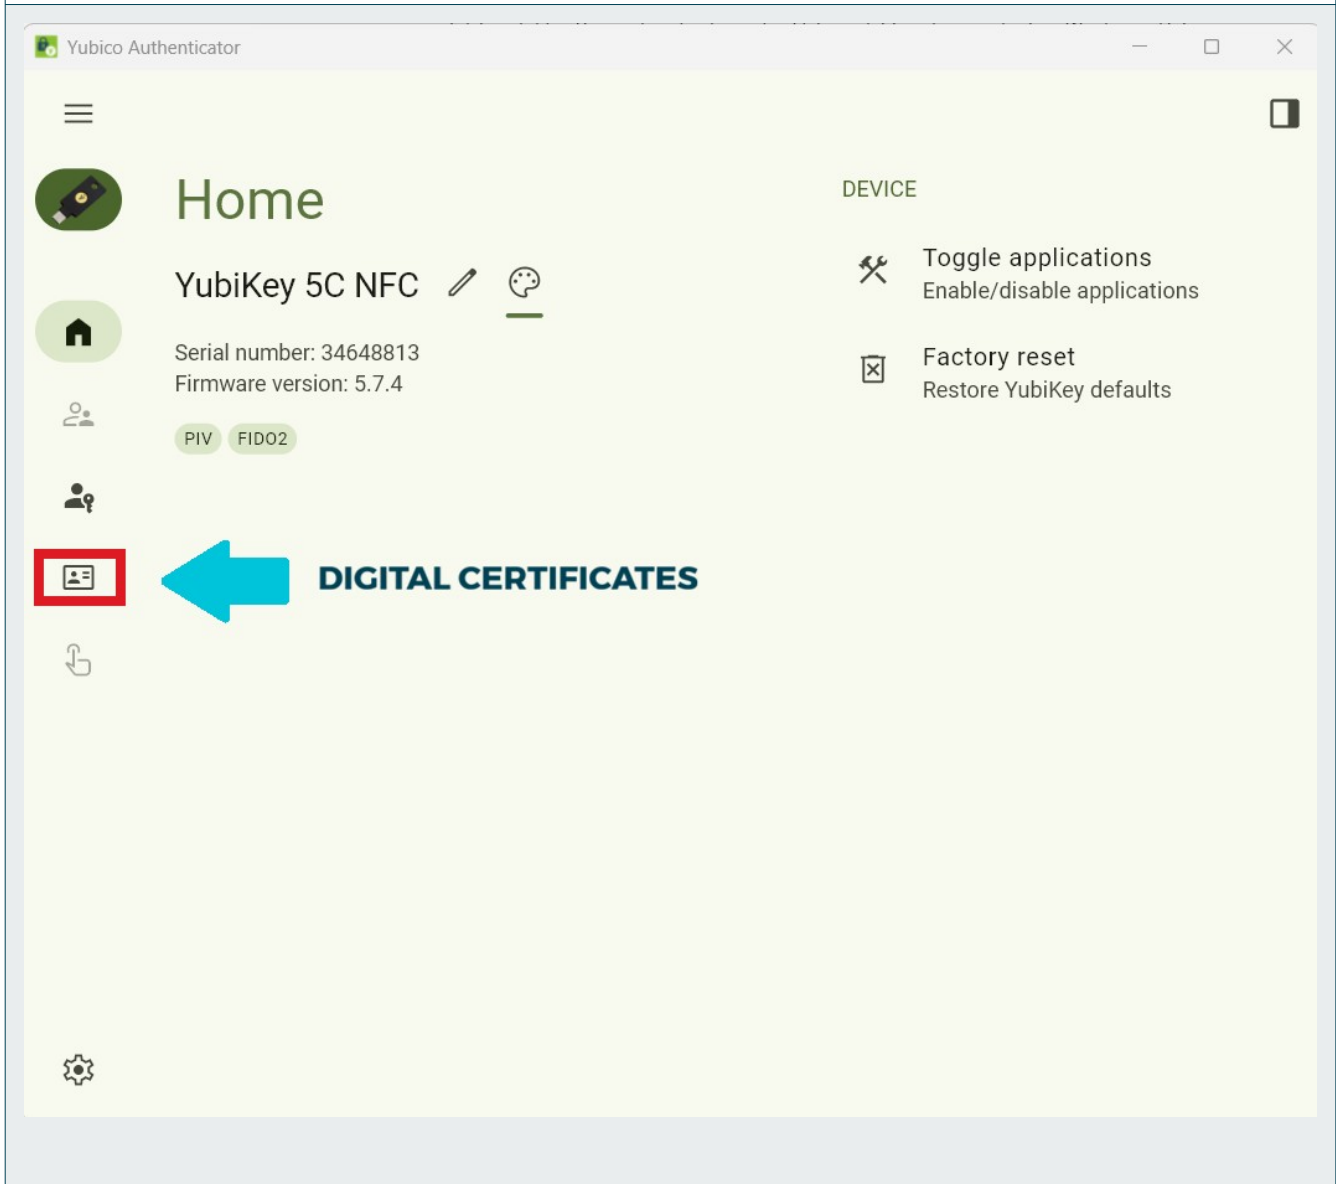 Yubico Authenticator
Home
YubiKey 5C NFC
Serial number: 34648813
Firmware version: 5.7.4
PIV FIDO2
DEVICE
Toggle applications
Enable/disable applications
Factory reset
Restore YubiKey defaults
DIGITAL CERTIFICATES